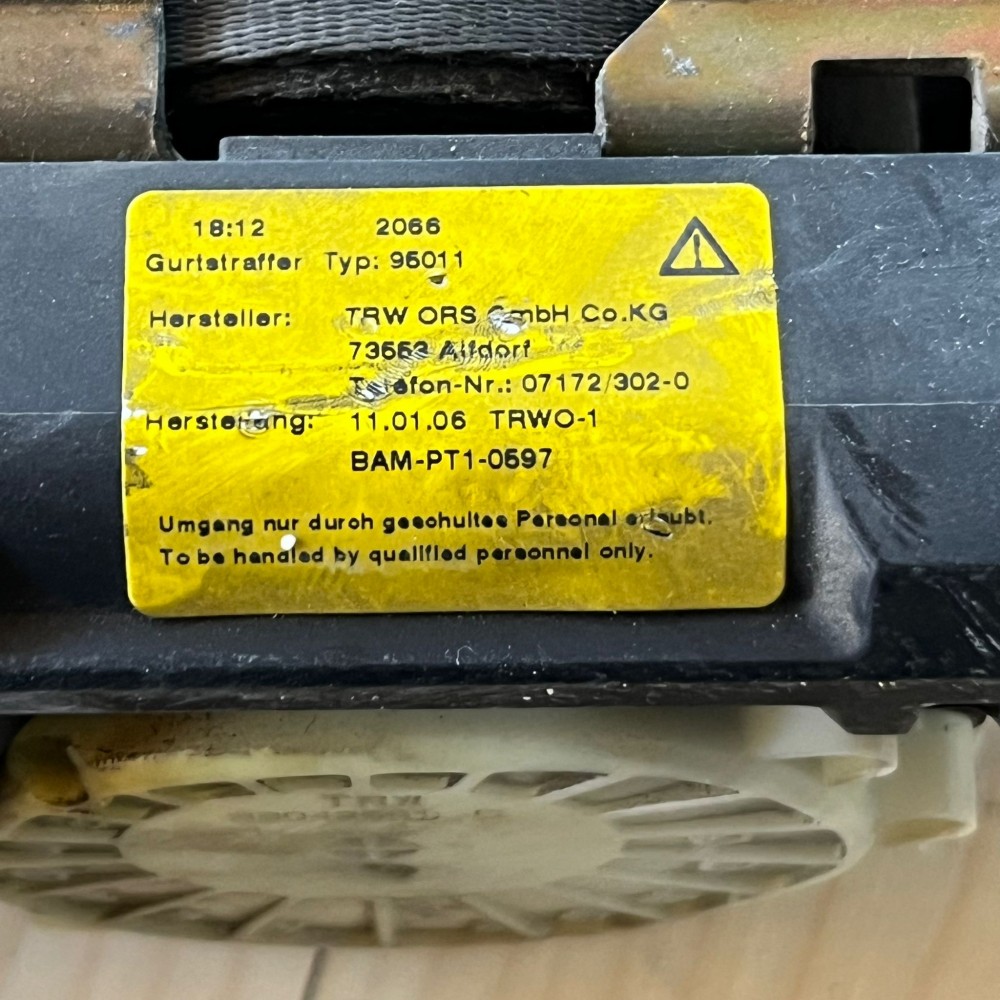 18:12 2066
Gurtstraffer Typ: 95011
Hersteller: TRW ORS GmbH Co.KG
73553 Alfdorf
Telefon-Nr.: 07172/302-0
Herstellung: 11.01.06 TRWO-1
BAM-PT1-0597
Umgang nur durch geschultes Personal erlaubt.
To be handled by qualified personnel only.
TRW